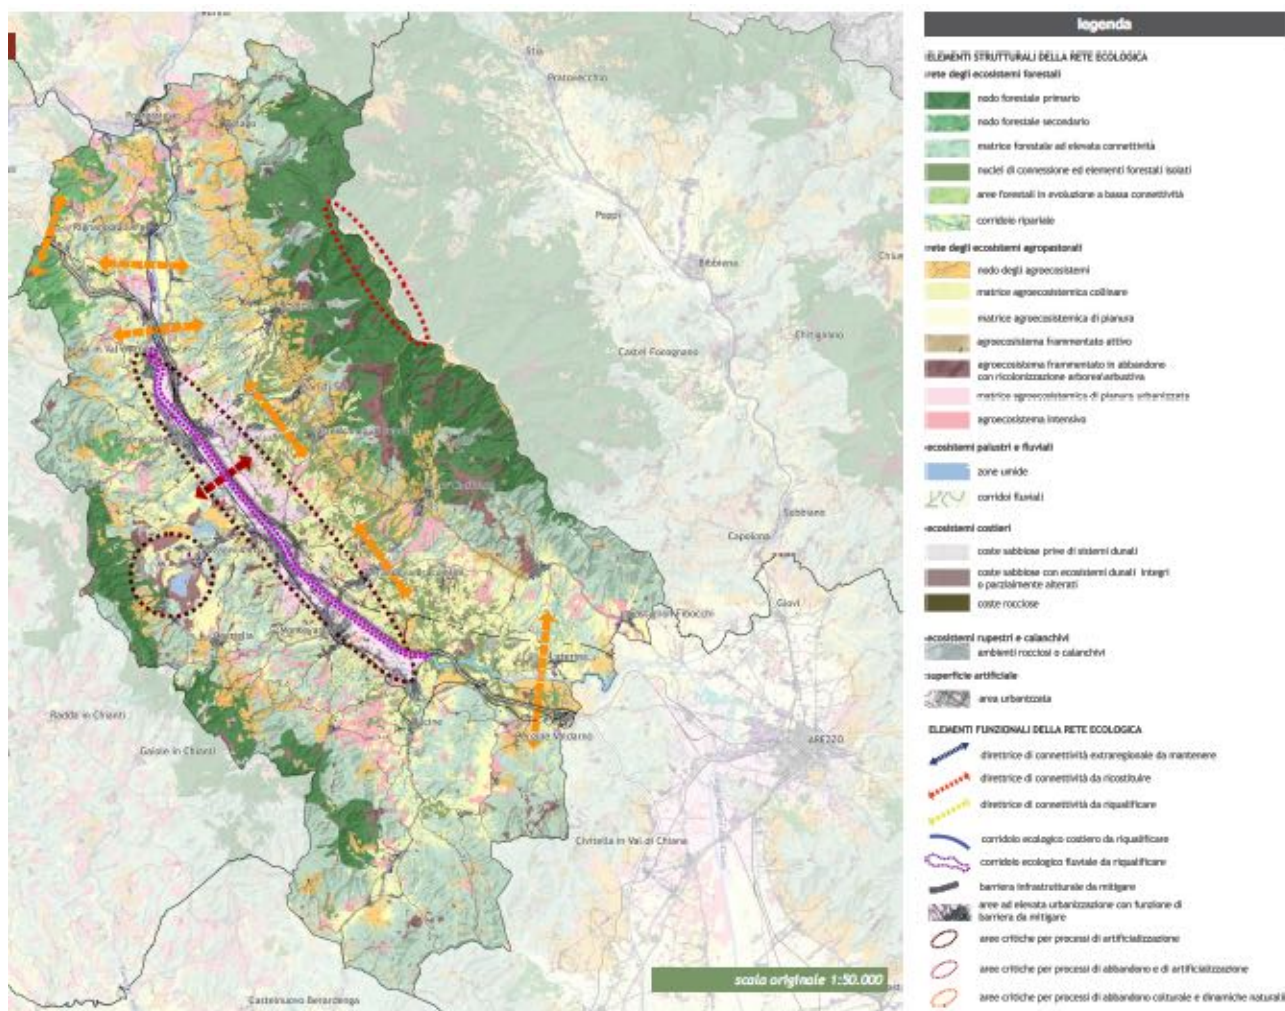 Stia
Pratovecchio
Poppi
Bibbiena
Chitignano
Castel Focognano
Subbiano
Capolona
Giovi
Laterina
Radda in Chianti
Gaiole in Chianti
AREZZO
Civitella in Val di Chiana
Castelnuovo Berardenga
scala originale 1:50.000
legenda
ELEMENTI STRUTTURALI DELLA RETE ECOLOGICA
rete degli ecosistemi forestali
nodo forestale primario
nodo forestale secondario
matrice forestale ad elevata connettività
nuclei di connessione ed elementi forestali isolati
aree forestali in evoluzione a bassa connettività
corridoio ripariale
rete degli ecosistemi agropastorali
nodo degli agroecosistemi
matrice agroecosistemica collinare
matrice agroecosistemica di pianura
agroecosistema frammentato attivo
agroecosistema frammentato in abbandono
con ricolonizzazione arborea\arbustiva
matrice agroecosistemica di pianura urbanizzata
agroecosistema intensivo
ecosistemi palustri e fluviali
zone umide
corridoi fluviali
ecosistemi costieri
coste sabbiose prive di sistemi dunali
coste sabbiose con ecosistemi dunali integri
o parzialmente alterati
coste rocciose
ecosistemi rupestri e calanchivi
ambienti rocciosi o calanchivi
superficie artificiale
area urbanizzata
ELEMENTI FUNZIONALI DELLA RETE ECOLOGICA
direttrice di connettività extraregionale da mantenere
direttrice di connettività da ricostituire
direttrice di connettività da riqualificare
corridoio ecologico costiero da riqualificare
corridoio ecologico fluviale da riqualificare
barriera infrastrutturale da mitigare
aree ad elevata urbanizzazione con funzione di
barriera da mitigare
aree critiche per processi di artificializzazione
aree critiche per processi di abbandono e di artificializzazione
aree critiche per processi di abbandono colturale e dinamiche naturali